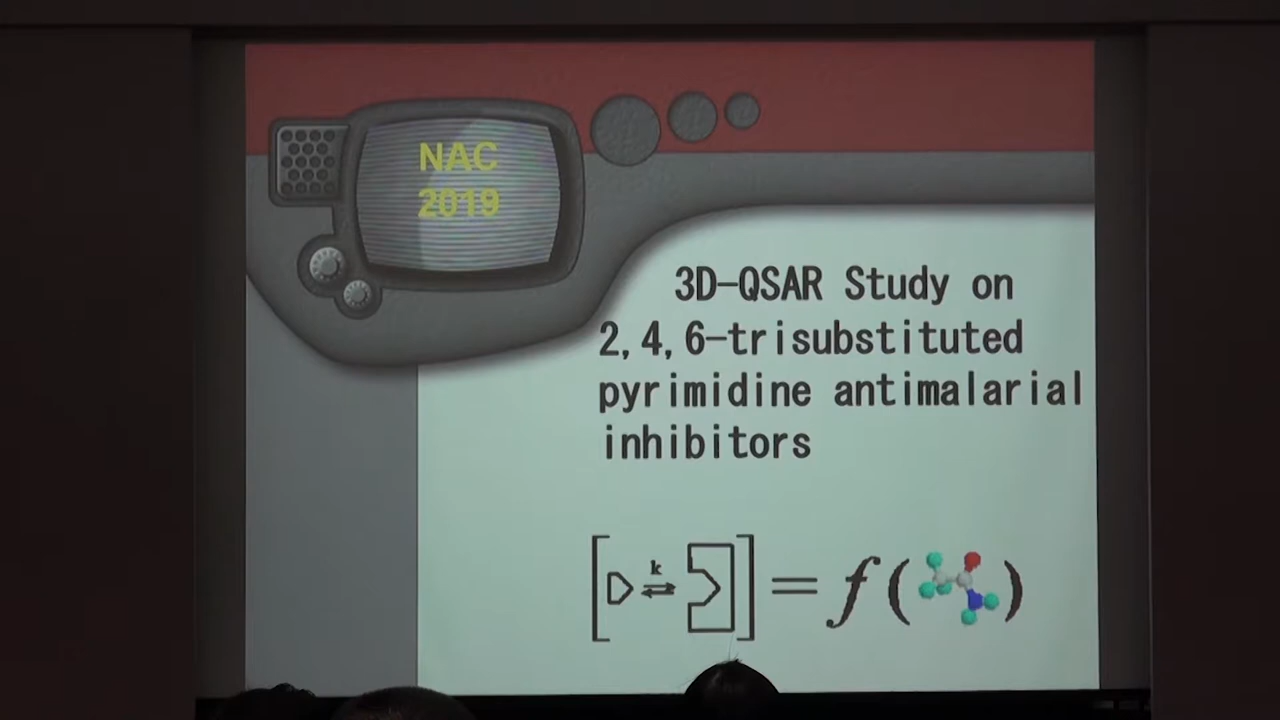 NAC
2019
3D-QSAR Study on
2,4,6-trisubstituted
pyrimidine antimalarial
inhibitors
k
= f( )